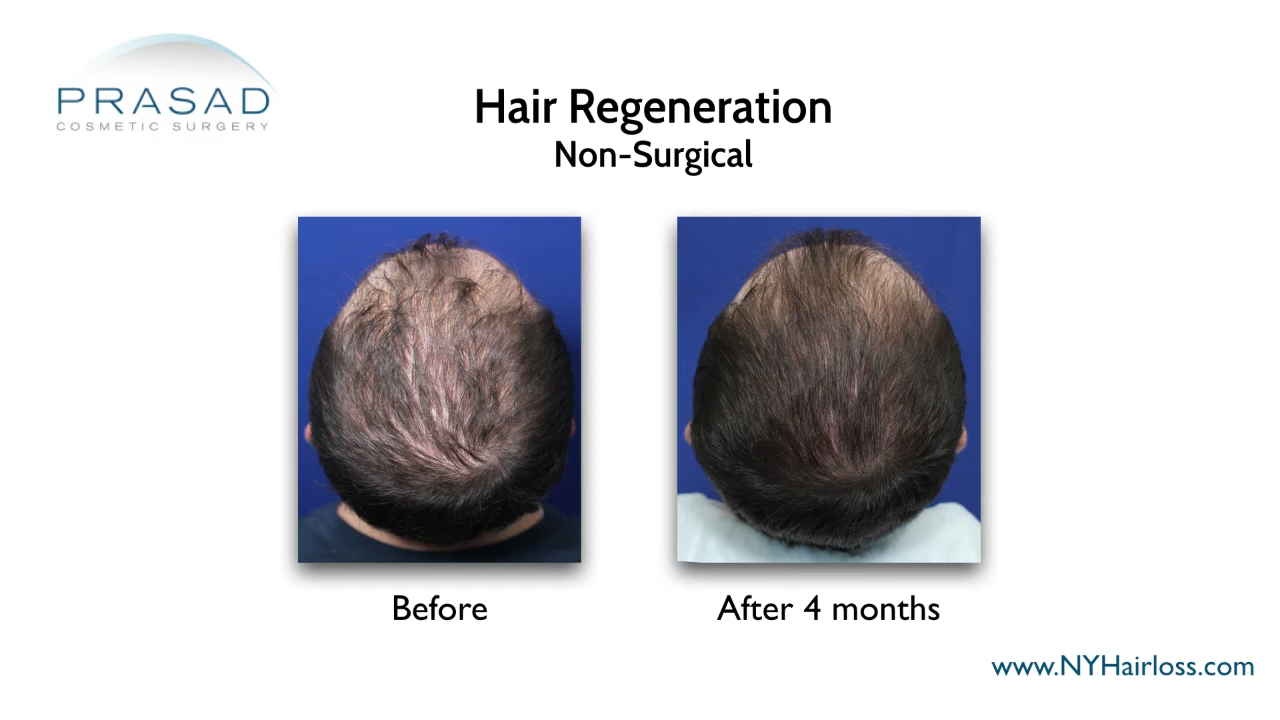 PRASAD
COSMETIC SURGERY
Hair Regeneration
Non-Surgical
Before
After 4 months
www.NYHairloss.com